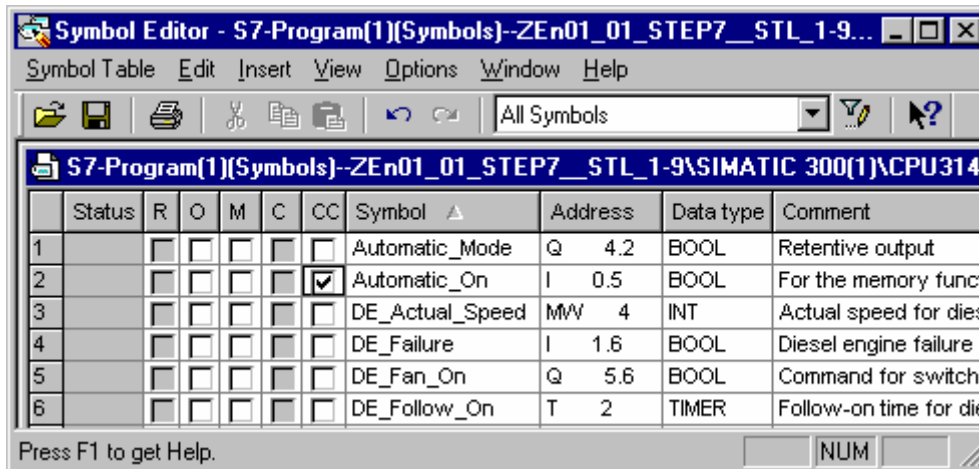 Symbol Editor - S7-Program(1)(Symbols)--ZEn01_01_STEP7__STL_1-9...
Symbol Table Edit Insert View Options Window Help
All Symbols
S7-Program(1)(Symbols)--ZEn01_01_STEP7__STL_1-9\SIMATIC 300(1)\CPU314
Status R O M C CC Symbol Address Data type Comment
1 Automatic_Mode Q 4.2 BOOL Retentive output
2 Automatic_On I 0.5 BOOL For the memory func
3 DE_Actual_Speed MW 4 INT Actual speed for dies
4 DE_Failure I 1.6 BOOL Diesel engine failure
5 DE_Fan_On Q 5.6 BOOL Command for switch
6 DE_Follow_On T 2 TIMER Follow-on time for die
Press F1 to get Help. NUM